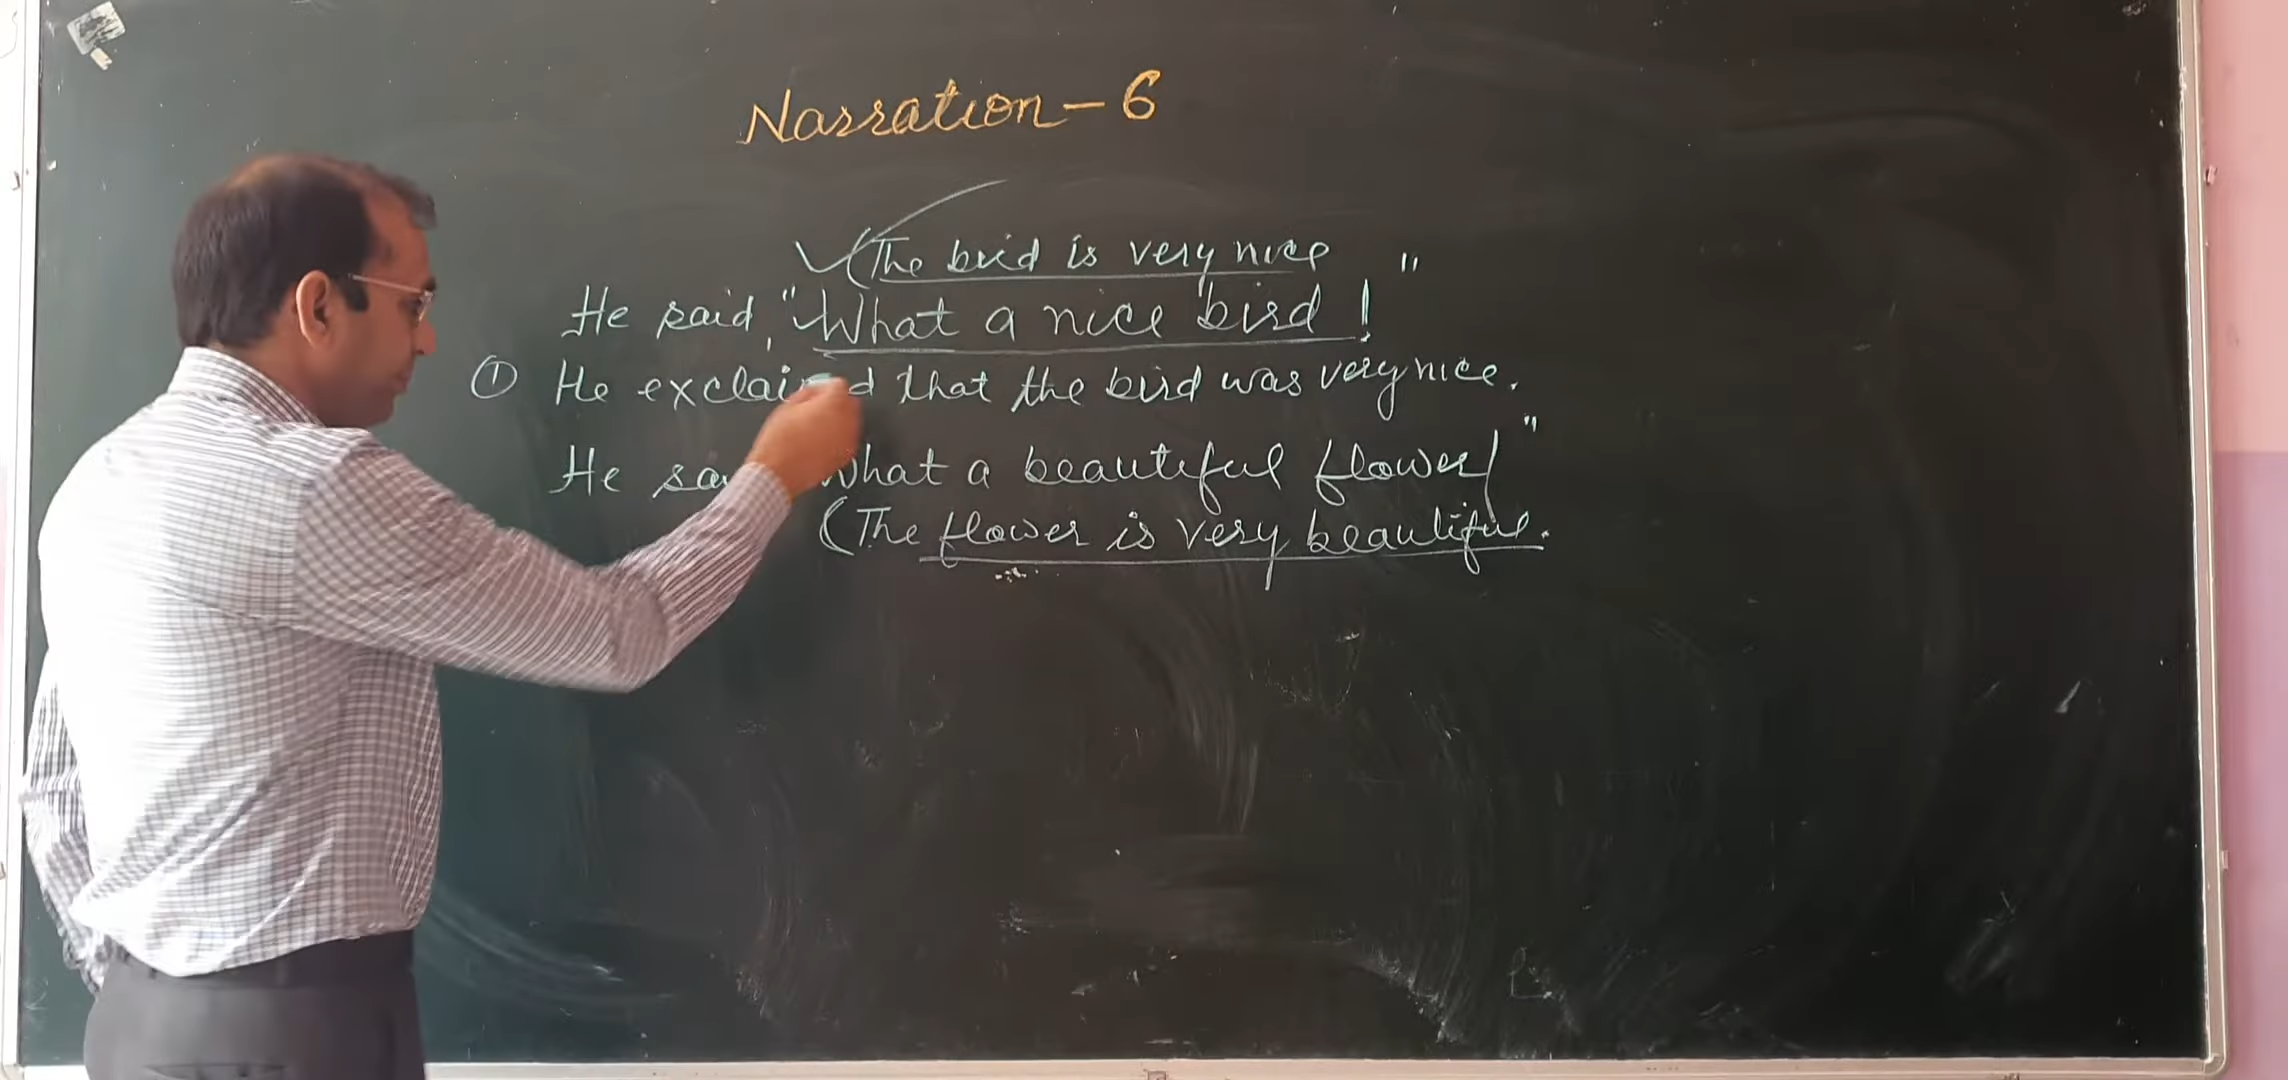 Narration - 6
(The bird is very nice
He said, "What a nice bird! "
① He exclai d that the bird was very nice.
He sa What a beautiful flower! "
(The flower is very beautiful.